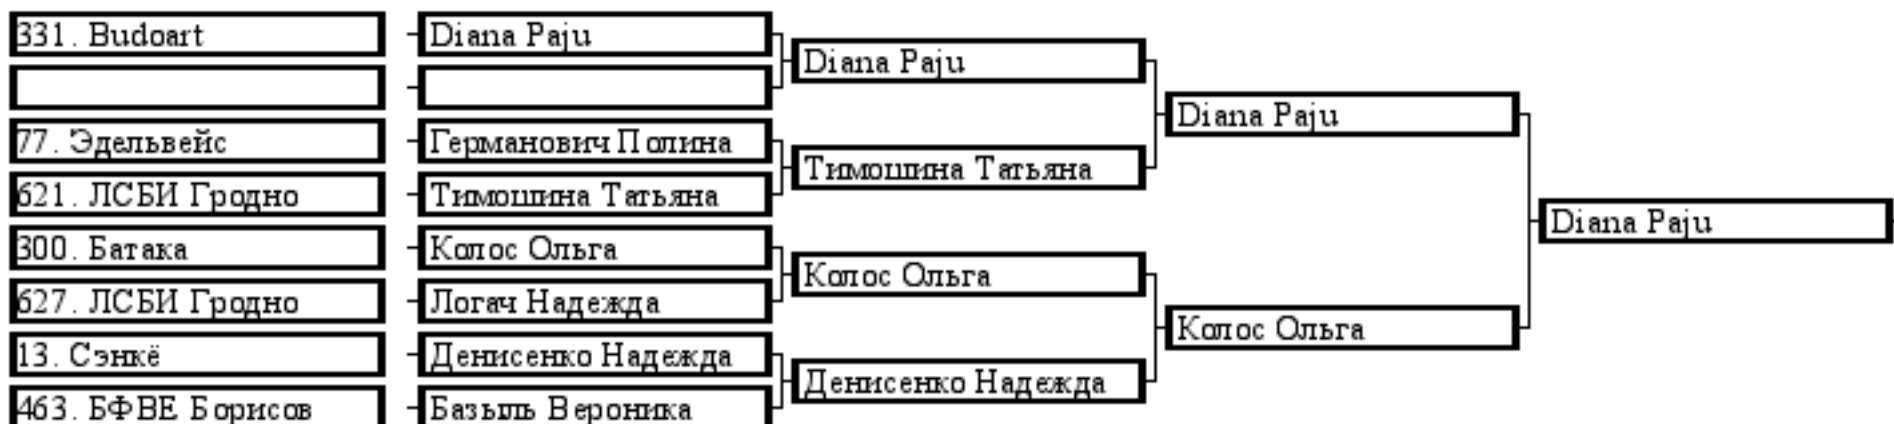 331. Budoart
Diana Paju
Diana Paju
Diana Paju
77. Эдельвейс
Германович Полина
Тимошина Татьяна
621. ЛСБИ Гродно
Тимошина Татьяна
Diana Paju
300. Батака
Колос Ольга
Колос Ольга
627. ЛСБИ Гродно
Логач Надежда
Колос Ольга
13. Сэнкё
Денисенко Надежда
Денисенко Надежда
463. БФВЕ Борисов
Базыль Вероника